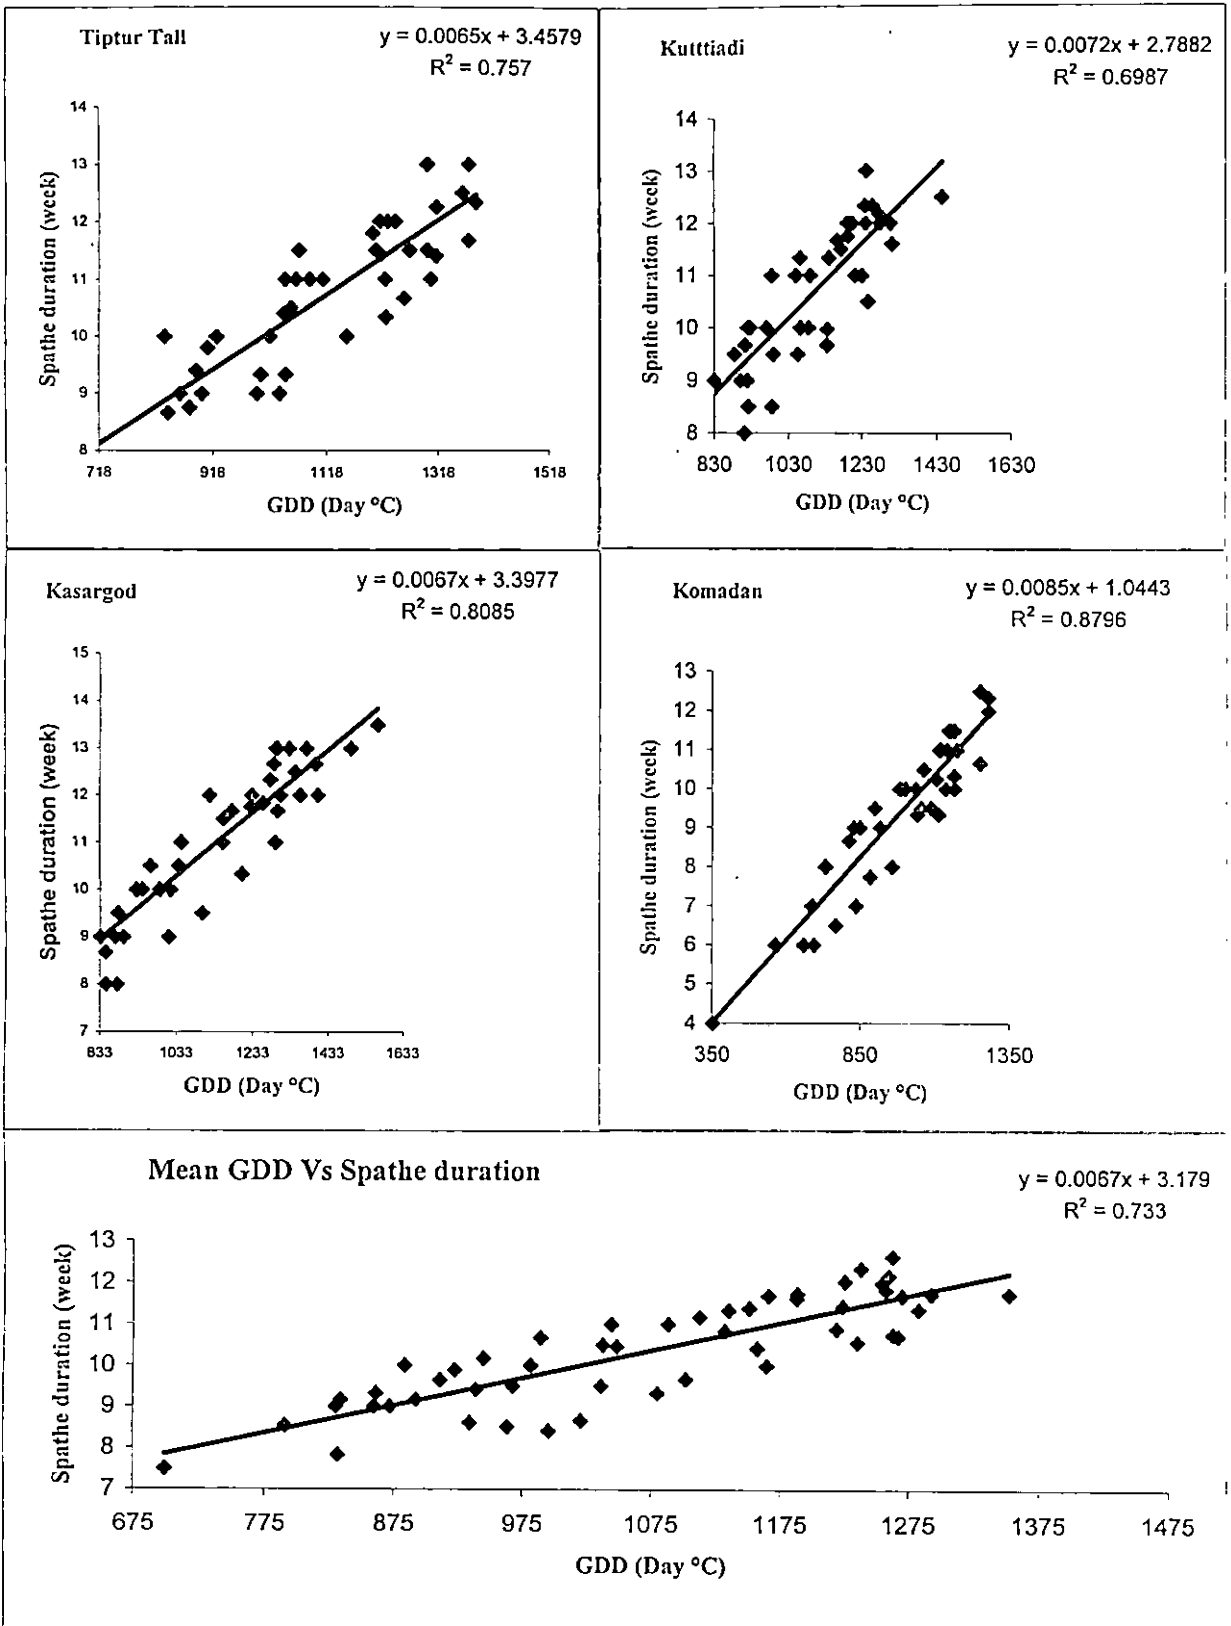 Tiptur Tall
y = 0.0065x + 3.4579
R² = 0.757
14
13
12
11
10
9
8
Spathe duration (week)
718 918 1118 1318 1518
GDD (Day °C)
Kutttiadi
y = 0.0072x + 2.7882
R² = 0.6987
14
13
12
11
10
9
8
Spathe duration (week)
830 1030 1230 1430 1630
GDD (Day °C)
Kasargod
y = 0.0067x + 3.3977
R² = 0.8085
15
14
13
12
11
10
9
8
7
Spathe duration (week)
833 1033 1233 1433 1633
GDD (Day °C)
Komadan
y = 0.0085x + 1.0443
R² = 0.8796
13
12
11
10
9
8
7
6
5
4
Spathe duration (week)
350 850 1350
GDD (Day °C)
Mean GDD Vs Spathe duration
y = 0.0067x + 3.179
R² = 0.733
13
12
11
10
9
8
7
Spathe duration (week)
675 775 875 975 1075 1175 1275 1375 1475
GDD (Day °C)